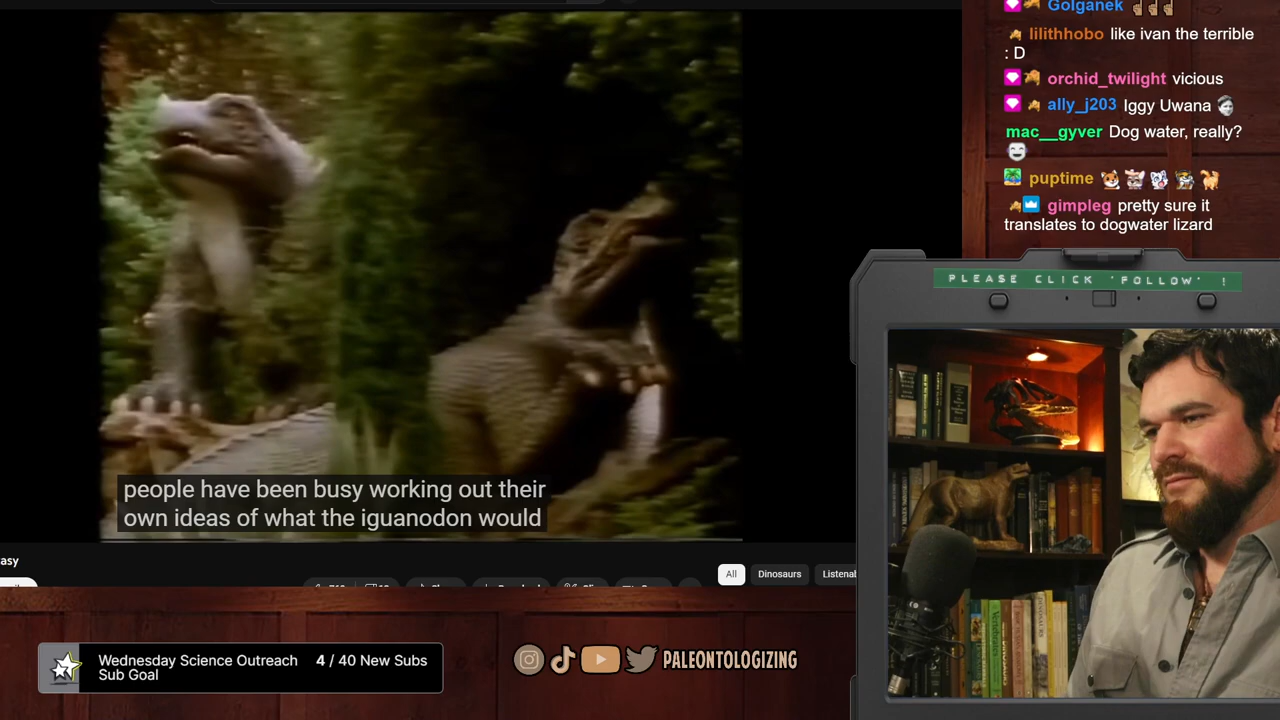 Golganek
lilithhobo like ivan the terrible
: D
orchid_twilight vicious
ally_j203 Iggy Uwana
mac__gyver Dog water, really?
puptime
gimpleg pretty sure it
translates to dogwater lizard
PLEASE CLICK 'FOLLOW' !
people have been busy working out their
own ideas of what the iguanodon would
asy
All
Dinosaurs
Listenal
Wednesday Science Outreach
Sub Goal
4 / 40 New Subs
PALEONTOLOGIZING